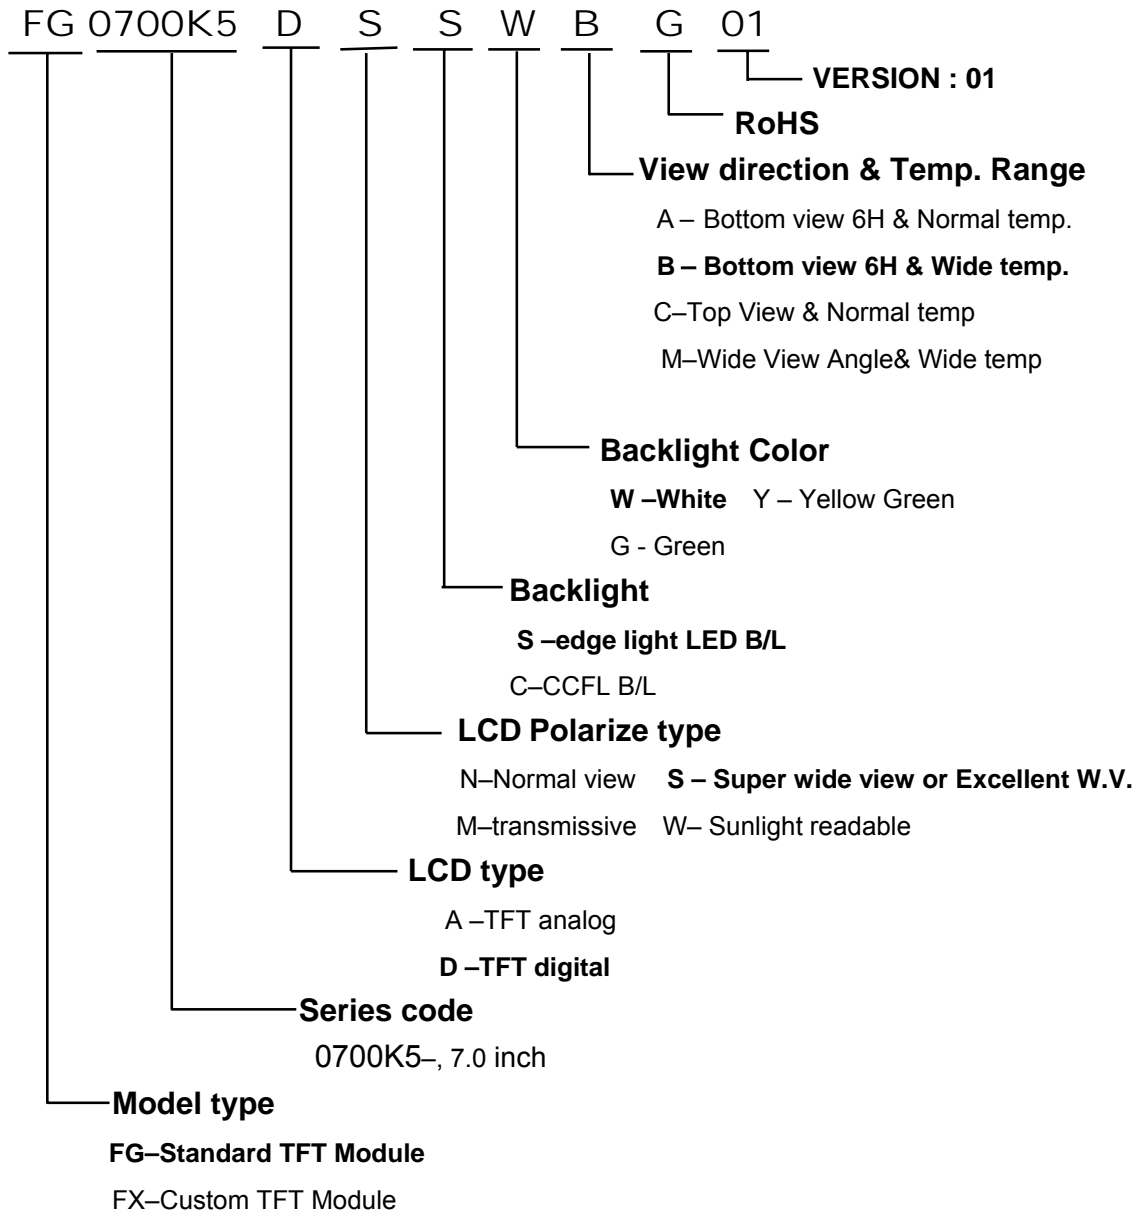 FG 0700K5 D S S W B G 01
VERSION : 01
RoHS
View direction & Temp. Range
A – Bottom view 6H & Normal temp.
B – Bottom view 6H & Wide temp.
C–Top View & Normal temp
M–Wide View Angle& Wide temp
Backlight Color
W –White Y – Yellow Green
G - Green
Backlight
S –edge light LED B/L
C–CCFL B/L
LCD Polarize type
N–Normal view S – Super wide view or Excellent W.V.
M–transmissive W– Sunlight readable
LCD type
A –TFT analog
D –TFT digital
Series code
0700K5–, 7.0 inch
Model type
FG–Standard TFT Module
FX–Custom TFT Module